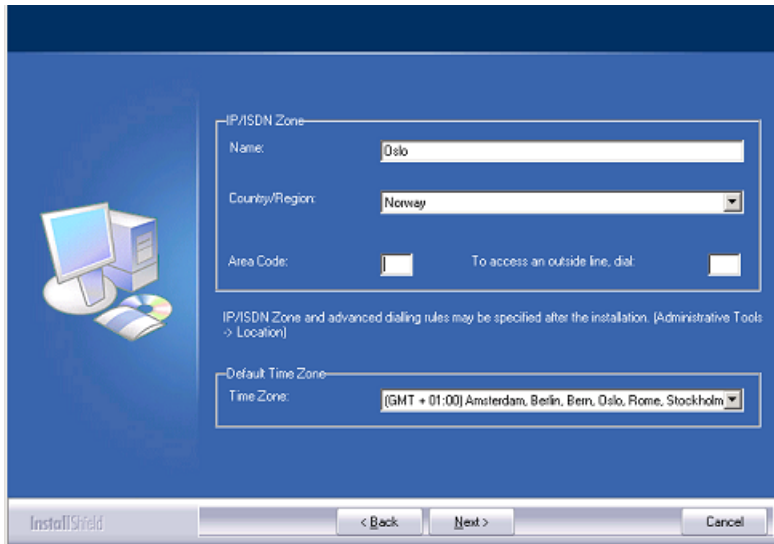 IP/ISDN Zone
Name:
Oslo
Country/Region:
Norway
Area Code:
To access an outside line, dial:
IP/ISDN Zone and advanced dialling rules may be specified after the installation. (Administrative Tools
-> Location)
Default Time Zone
Time Zone:
(GMT + 01:00) Amsterdam, Berlin, Bern, Oslo, Rome, Stockholm
InstallShield
< Back
Next >
Cancel